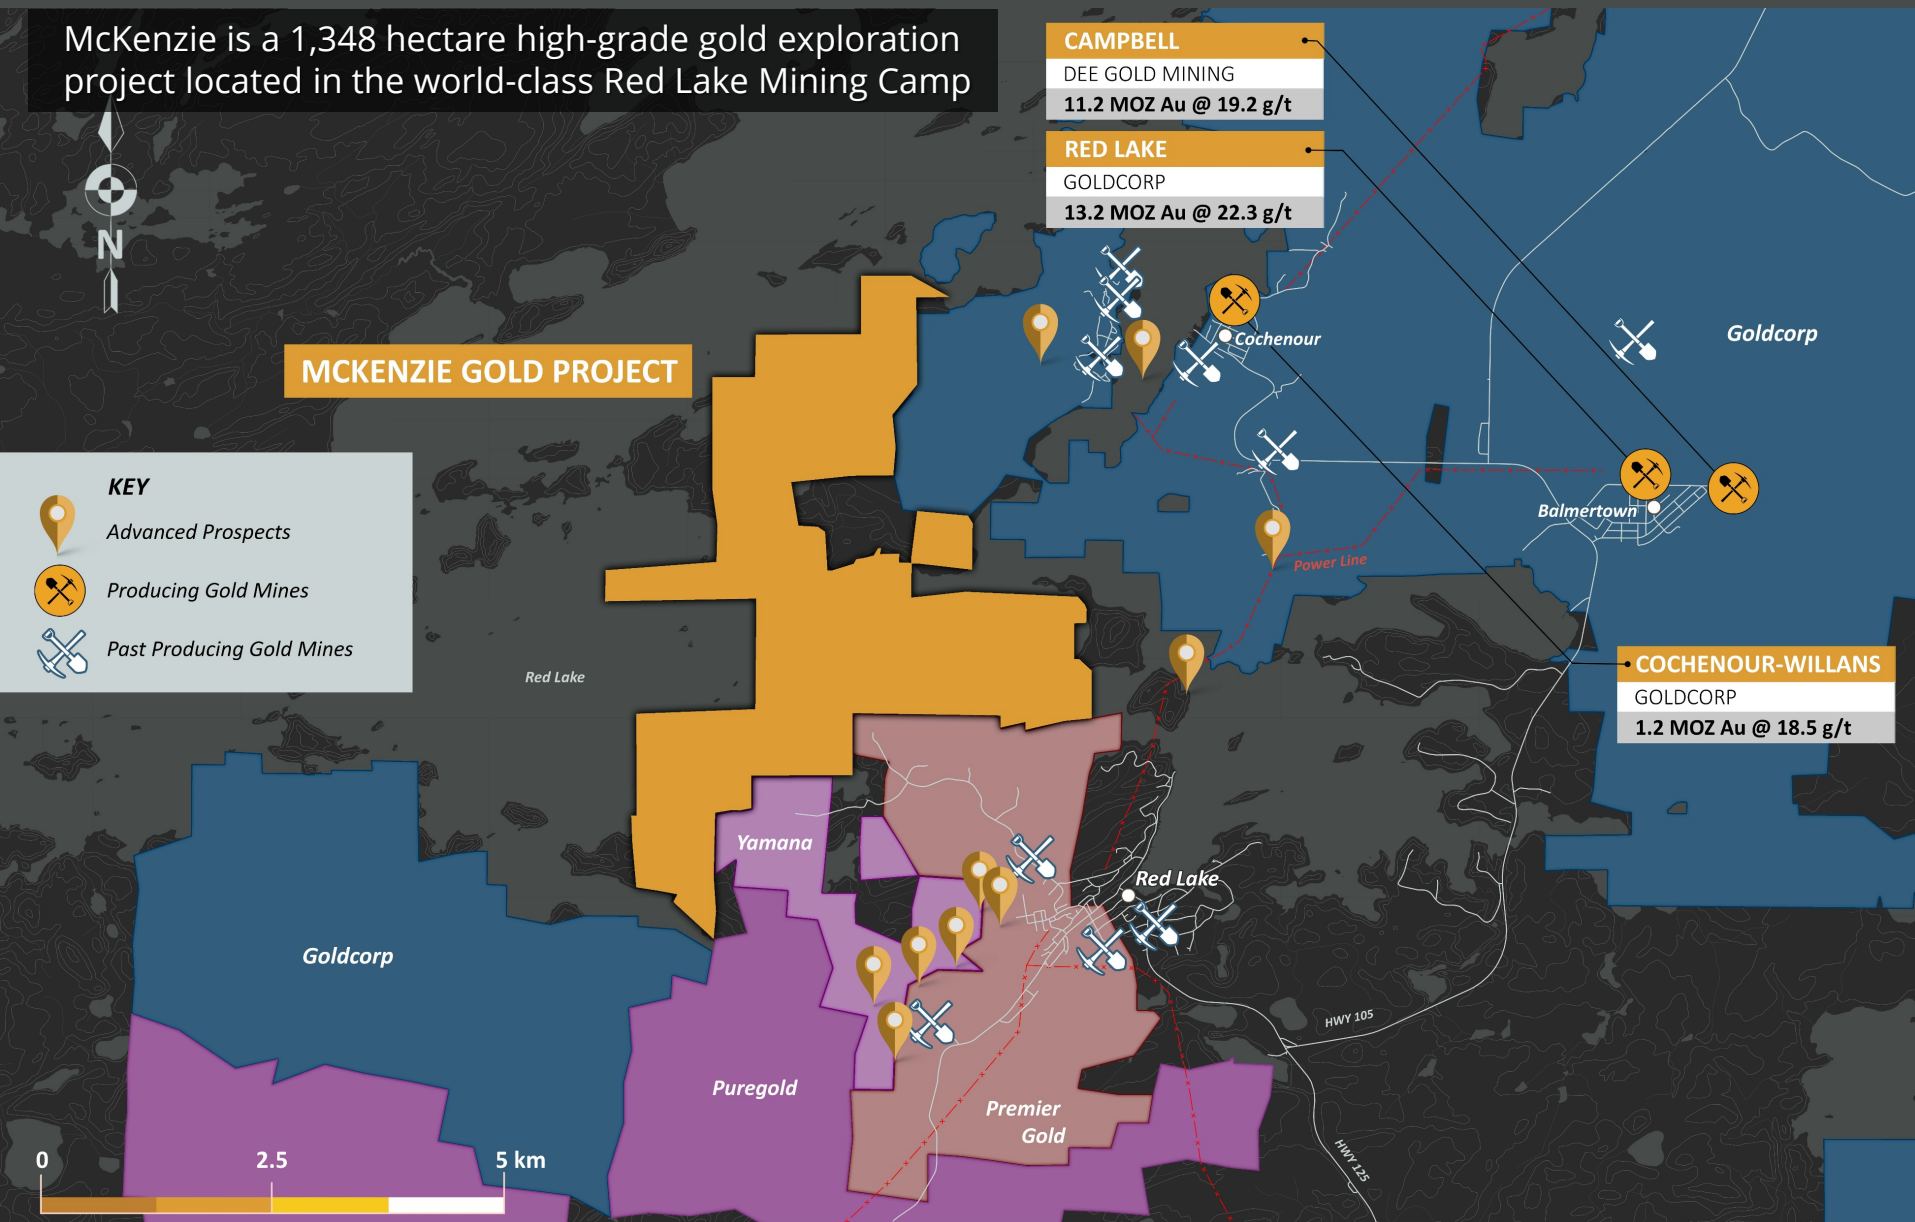 McKenzie is a 1,348 hectare high-grade gold exploration
project located in the world-class Red Lake Mining Camp
N
CAMPBELL
DEE GOLD MINING
11.2 MOZ Au @ 19.2 g/t
RED LAKE
GOLDCORP
13.2 MOZ Au @ 22.3 g/t
MCKENZIE GOLD PROJECT
Cochenour
Goldcorp
KEY
Advanced Prospects
Producing Gold Mines
Past Producing Gold Mines
Balmertown
Power Line
Red Lake
COCHENOUR-WILLANS
GOLDCORP
1.2 MOZ Au @ 18.5 g/t
Yamana
Red Lake
Goldcorp
HWY 105
Puregold
Premier
Gold
HWY 125
0 2.5 5 km